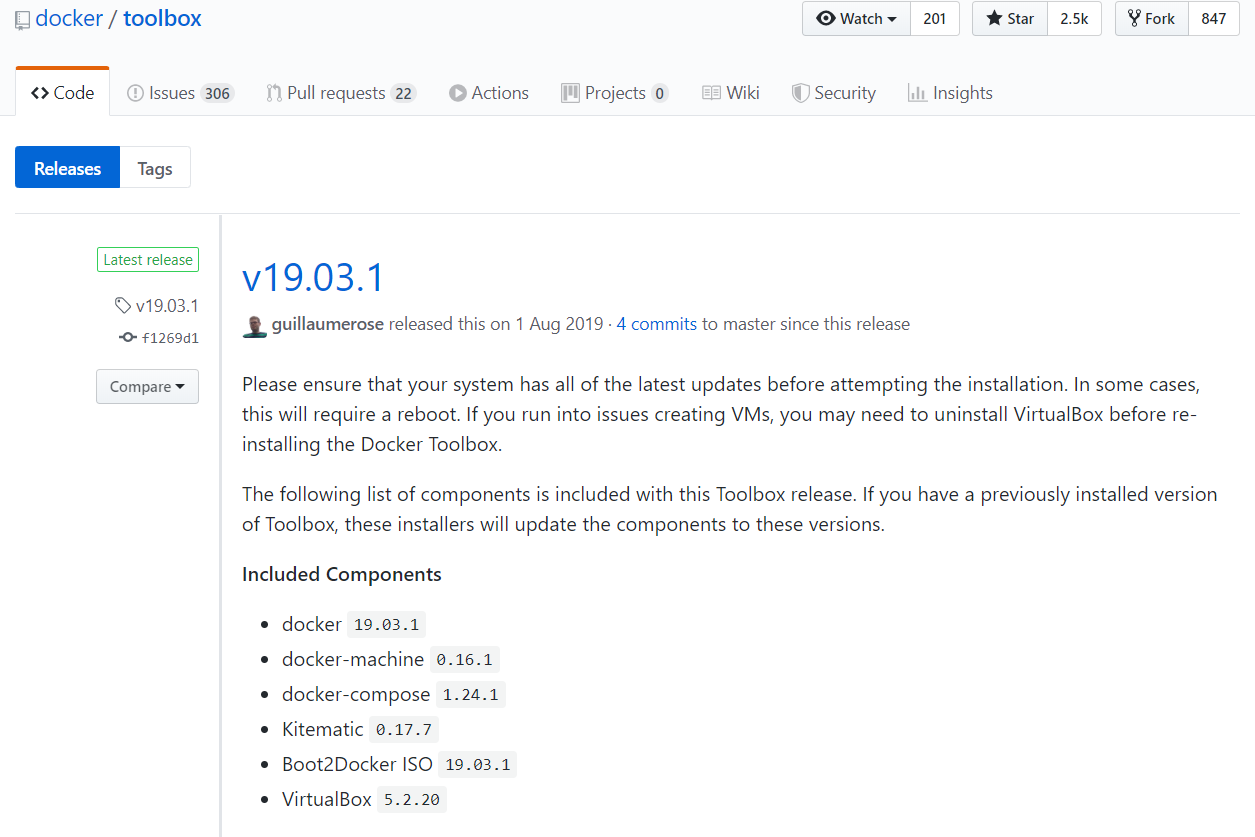 docker / toolbox
Watch 201 Star 2.5k Fork 847
Code Issues 306 Pull requests 22 Actions Projects 0 Wiki Security Insights
Releases Tags
Latest release
v19.03.1
f1269d1
Compare
v19.03.1
guillaumerose released this on 1 Aug 2019 · 4 commits to master since this release
Please ensure that your system has all of the latest updates before attempting the installation. In some cases,
this will require a reboot. If you run into issues creating VMs, you may need to uninstall VirtualBox before re-
installing the Docker Toolbox.
The following list of components is included with this Toolbox release. If you have a previously installed version
of Toolbox, these installers will update the components to these versions.
Included Components
• docker 19.03.1
• docker-machine 0.16.1
• docker-compose 1.24.1
• Kitematic 0.17.7
• Boot2Docker ISO 19.03.1
• VirtualBox 5.2.20